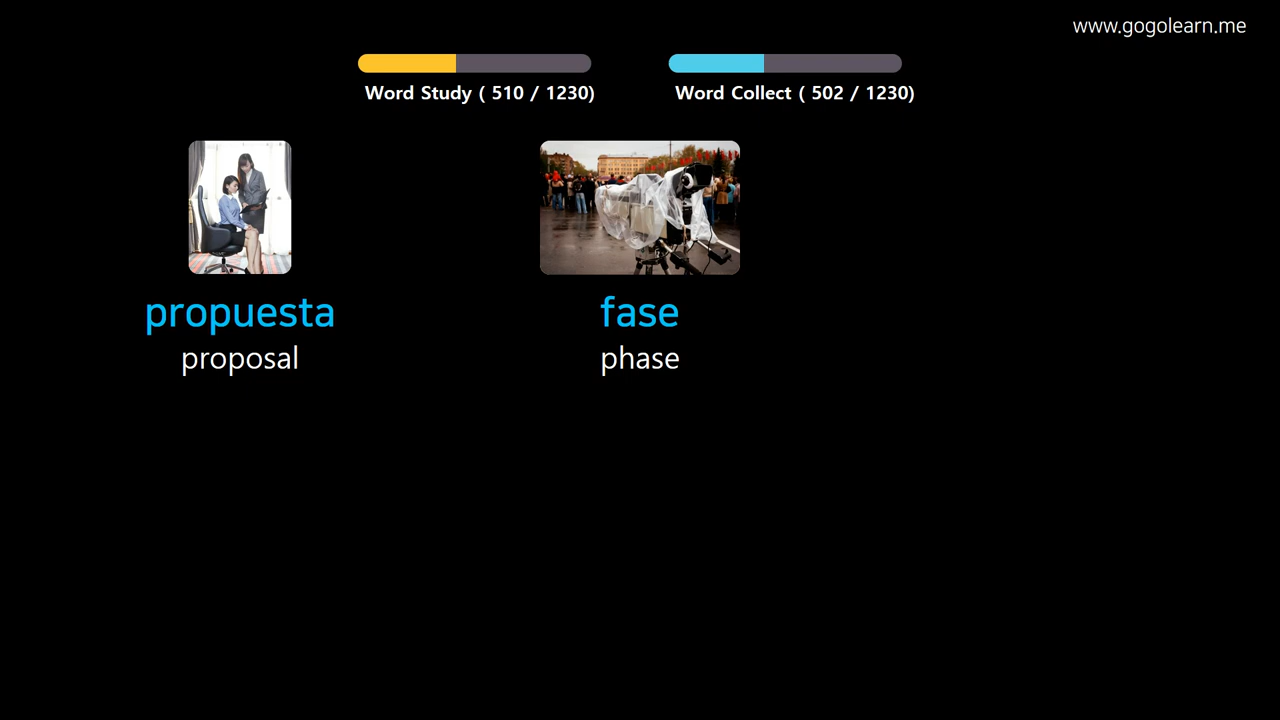 www.gogolearn.me
Word Study ( 510 / 1230)
Word Collect ( 502 / 1230)
propuesta
proposal
fase
phase